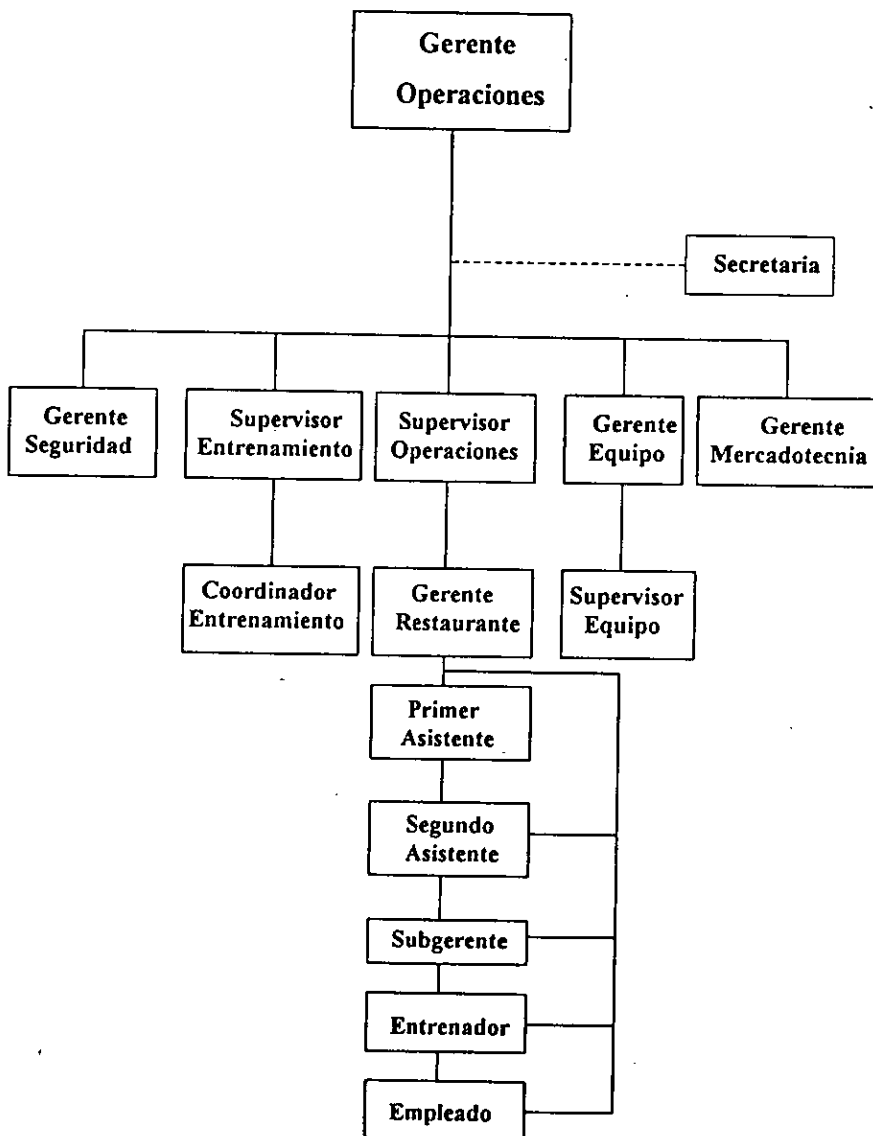 Gerente
Operaciones
Secretaria
Gerente
Seguridad
Supervisor
Entrenamiento
Supervisor
Operaciones
Gerente
Equipo
Gerente
Mercadotecnia
Coordinador
Entrenamiento
Gerente
Restaurante
Supervisor
Equipo
Primer
Asistente
Segundo
Asistente
Subgerente
Entrenador
Empleado